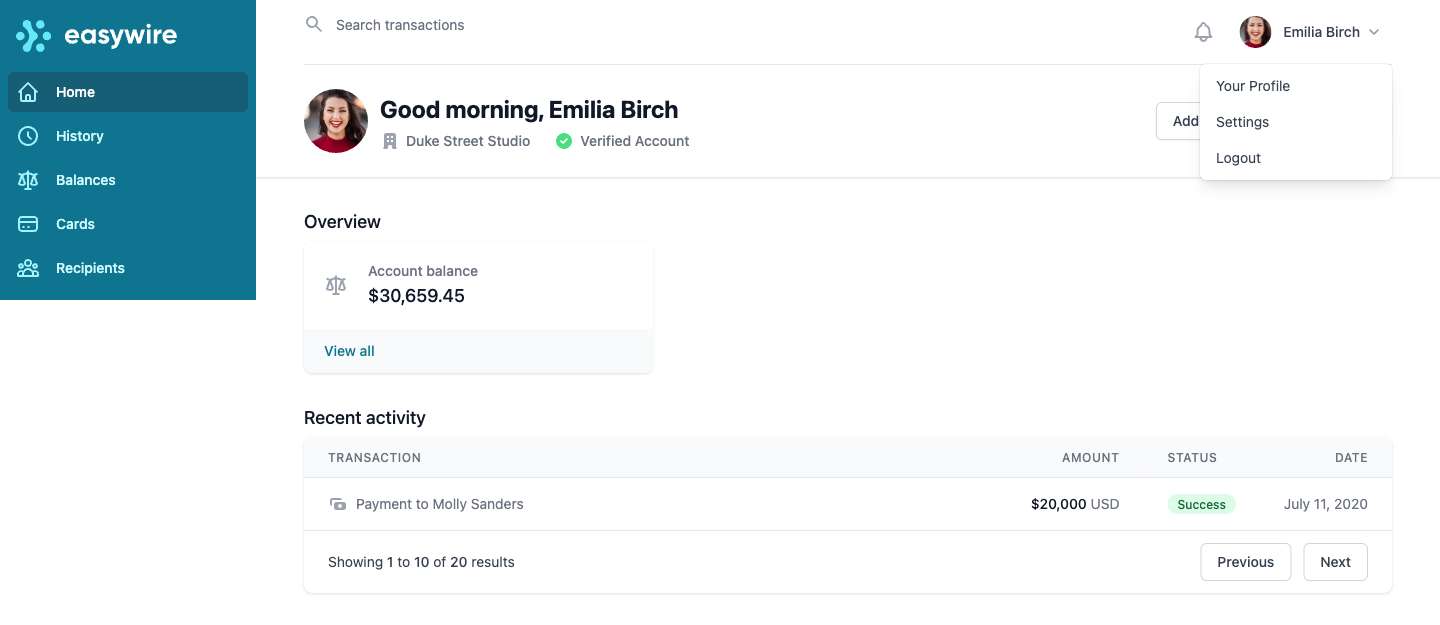 easywire
Home
History
Balances
Cards
Recipients
Search transactions
Emilia Birch
Your Profile
Settings
Logout
Good morning, Emilia Birch
Duke Street Studio Verified Account
Add
Overview
Account balance
$30,659.45
View all
Recent activity
TRANSACTION AMOUNT STATUS DATE
Payment to Molly Sanders $20,000 USD Success July 11, 2020
Showing 1 to 10 of 20 results Previous Next